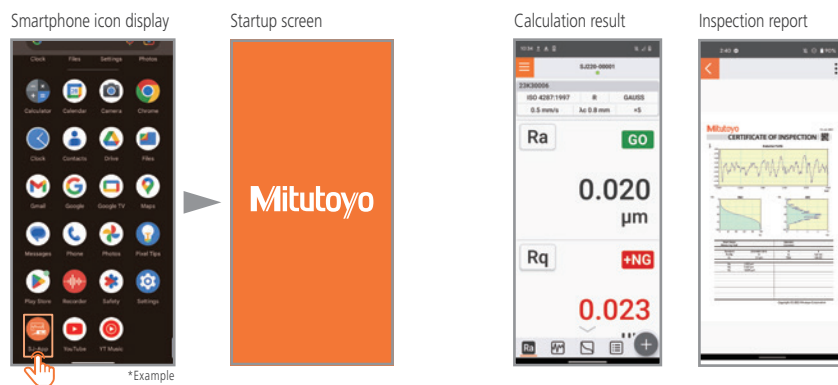 Smartphone icon display
Startup screen
Calculation result
Inspection report
Clock Files Settings Photos
Calculator Calendar Camera Chrome
Clock Contacts Drive Files
Gmail Google Google TV Maps
Messages Phone Photos Pixel Tips
Play Store Recorder Safety Settings
SJ-App YouTube YT Music
*Example
Mitutoyo
SJ220-00001
23K30006
ISO 4287:1997 R GAUSS
0.5 mm/s λc 0.8 mm ×5
Ra GO
0.020
µm
Rq +NG
0.023
Ra
Mitutoyo
CERTIFICATE OF INSPECTION